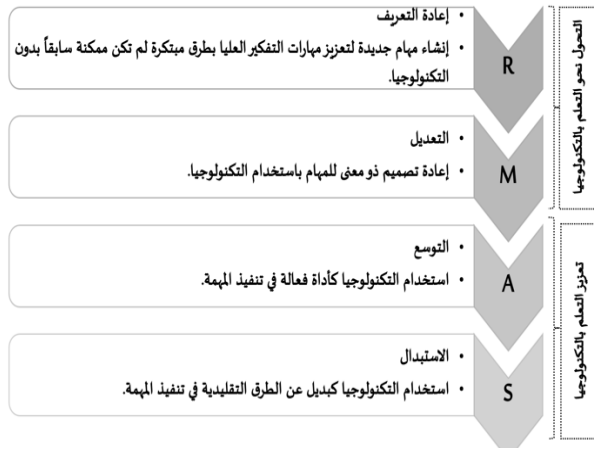 • إعادة التعريف
• إنشاء مهام جديدة لتعزيز مهارات التفكير العليا بطرق مبتكرة لم تكن ممكنة سابقاً بدون
التكنولوجيا.
R
• التعديل
• إعادة تصميم ذو معنى للمهام باستخدام التكنولوجيا.
M
التحول نحو التعلم بالتكنولوجيا
• التوسع
• استخدام التكنولوجيا كأداة فعالة في تنفيذ المهمة.
A
• الاستبدال
• استخدام التكنولوجيا كبديل عن الطرق التقليدية في تنفيذ المهمة.
S
تعزيز التعلم بالتكنولوجيا